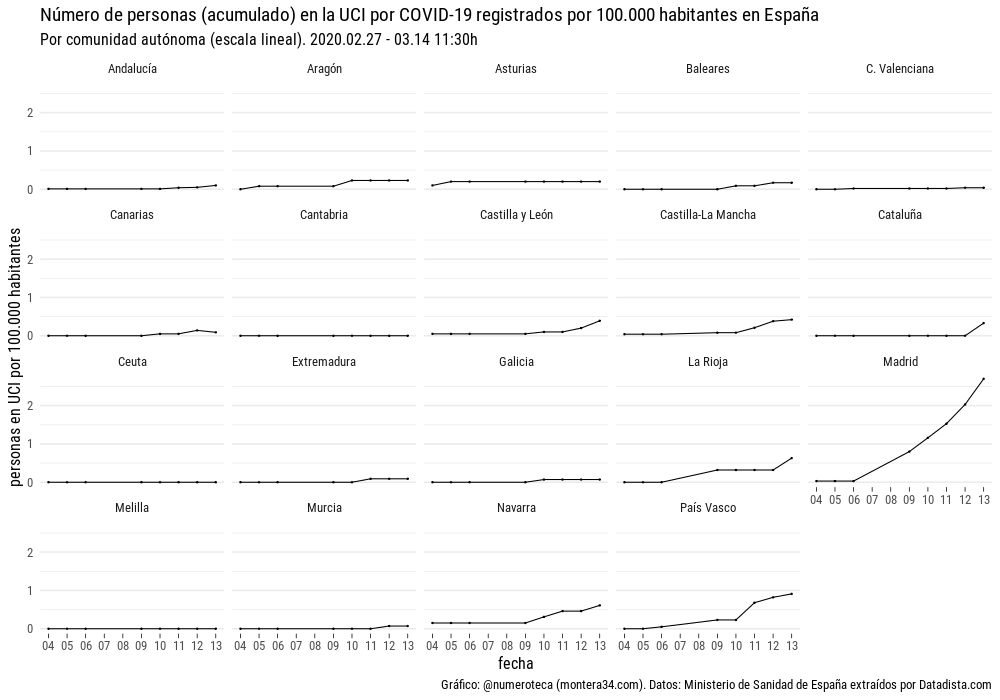 Número de personas (acumulado) en la UCI por COVID-19 registrados por 100.000 habitantes en España
Por comunidad autónoma (escala lineal). 2020.02.27 - 03.14 11:30h
personas en UCI por 100.000 habitantes
Andalucía Aragón Asturias Baleares C. Valenciana
2
1
0
Canarias Cantabria Castilla y León Castilla-La Mancha Cataluña
2
1
0
Ceuta Extremadura Galicia La Rioja Madrid
2
1
0
04 05 06 07 08 09 10 11 12 13
Melilla Murcia Navarra País Vasco
2
1
0
04 05 06 07 08 09 10 11 12 13 04 05 06 07 08 09 10 11 12 13 04 05 06 07 08 09 10 11 12 13 04 05 06 07 08 09 10 11 12 13
fecha
Gráfico: @numeroteca (montera34.com). Datos: Ministerio de Sanidad de España extraídos por Datadista.com